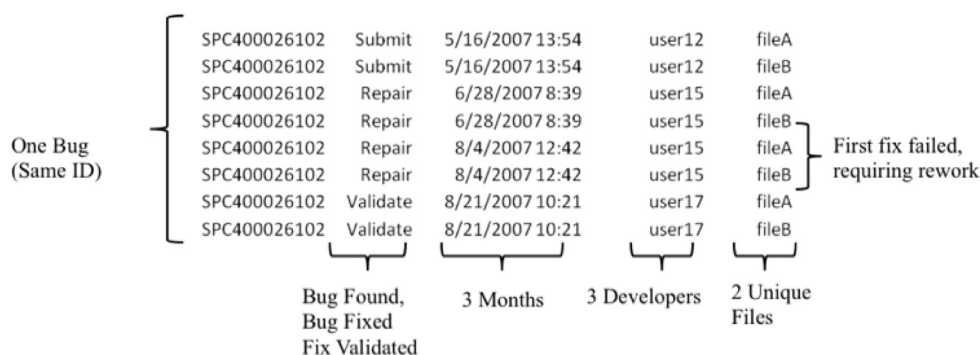 SPC400026102 Submit 5/16/2007 13:54 user12 fileA
SPC400026102 Submit 5/16/2007 13:54 user12 fileB
SPC400026102 Repair 6/28/2007 8:39 user15 fileA
SPC400026102 Repair 6/28/2007 8:39 user15 fileB
SPC400026102 Repair 8/4/2007 12:42 user15 fileA
SPC400026102 Repair 8/4/2007 12:42 user15 fileB
SPC400026102 Validate 8/21/2007 10:21 user17 fileA
SPC400026102 Validate 8/21/2007 10:21 user17 fileB
One Bug
(Same ID)
First fix failed,
requiring rework
Bug Found,
Bug Fixed
Fix Validated
3 Months
3 Developers
2 Unique
Files